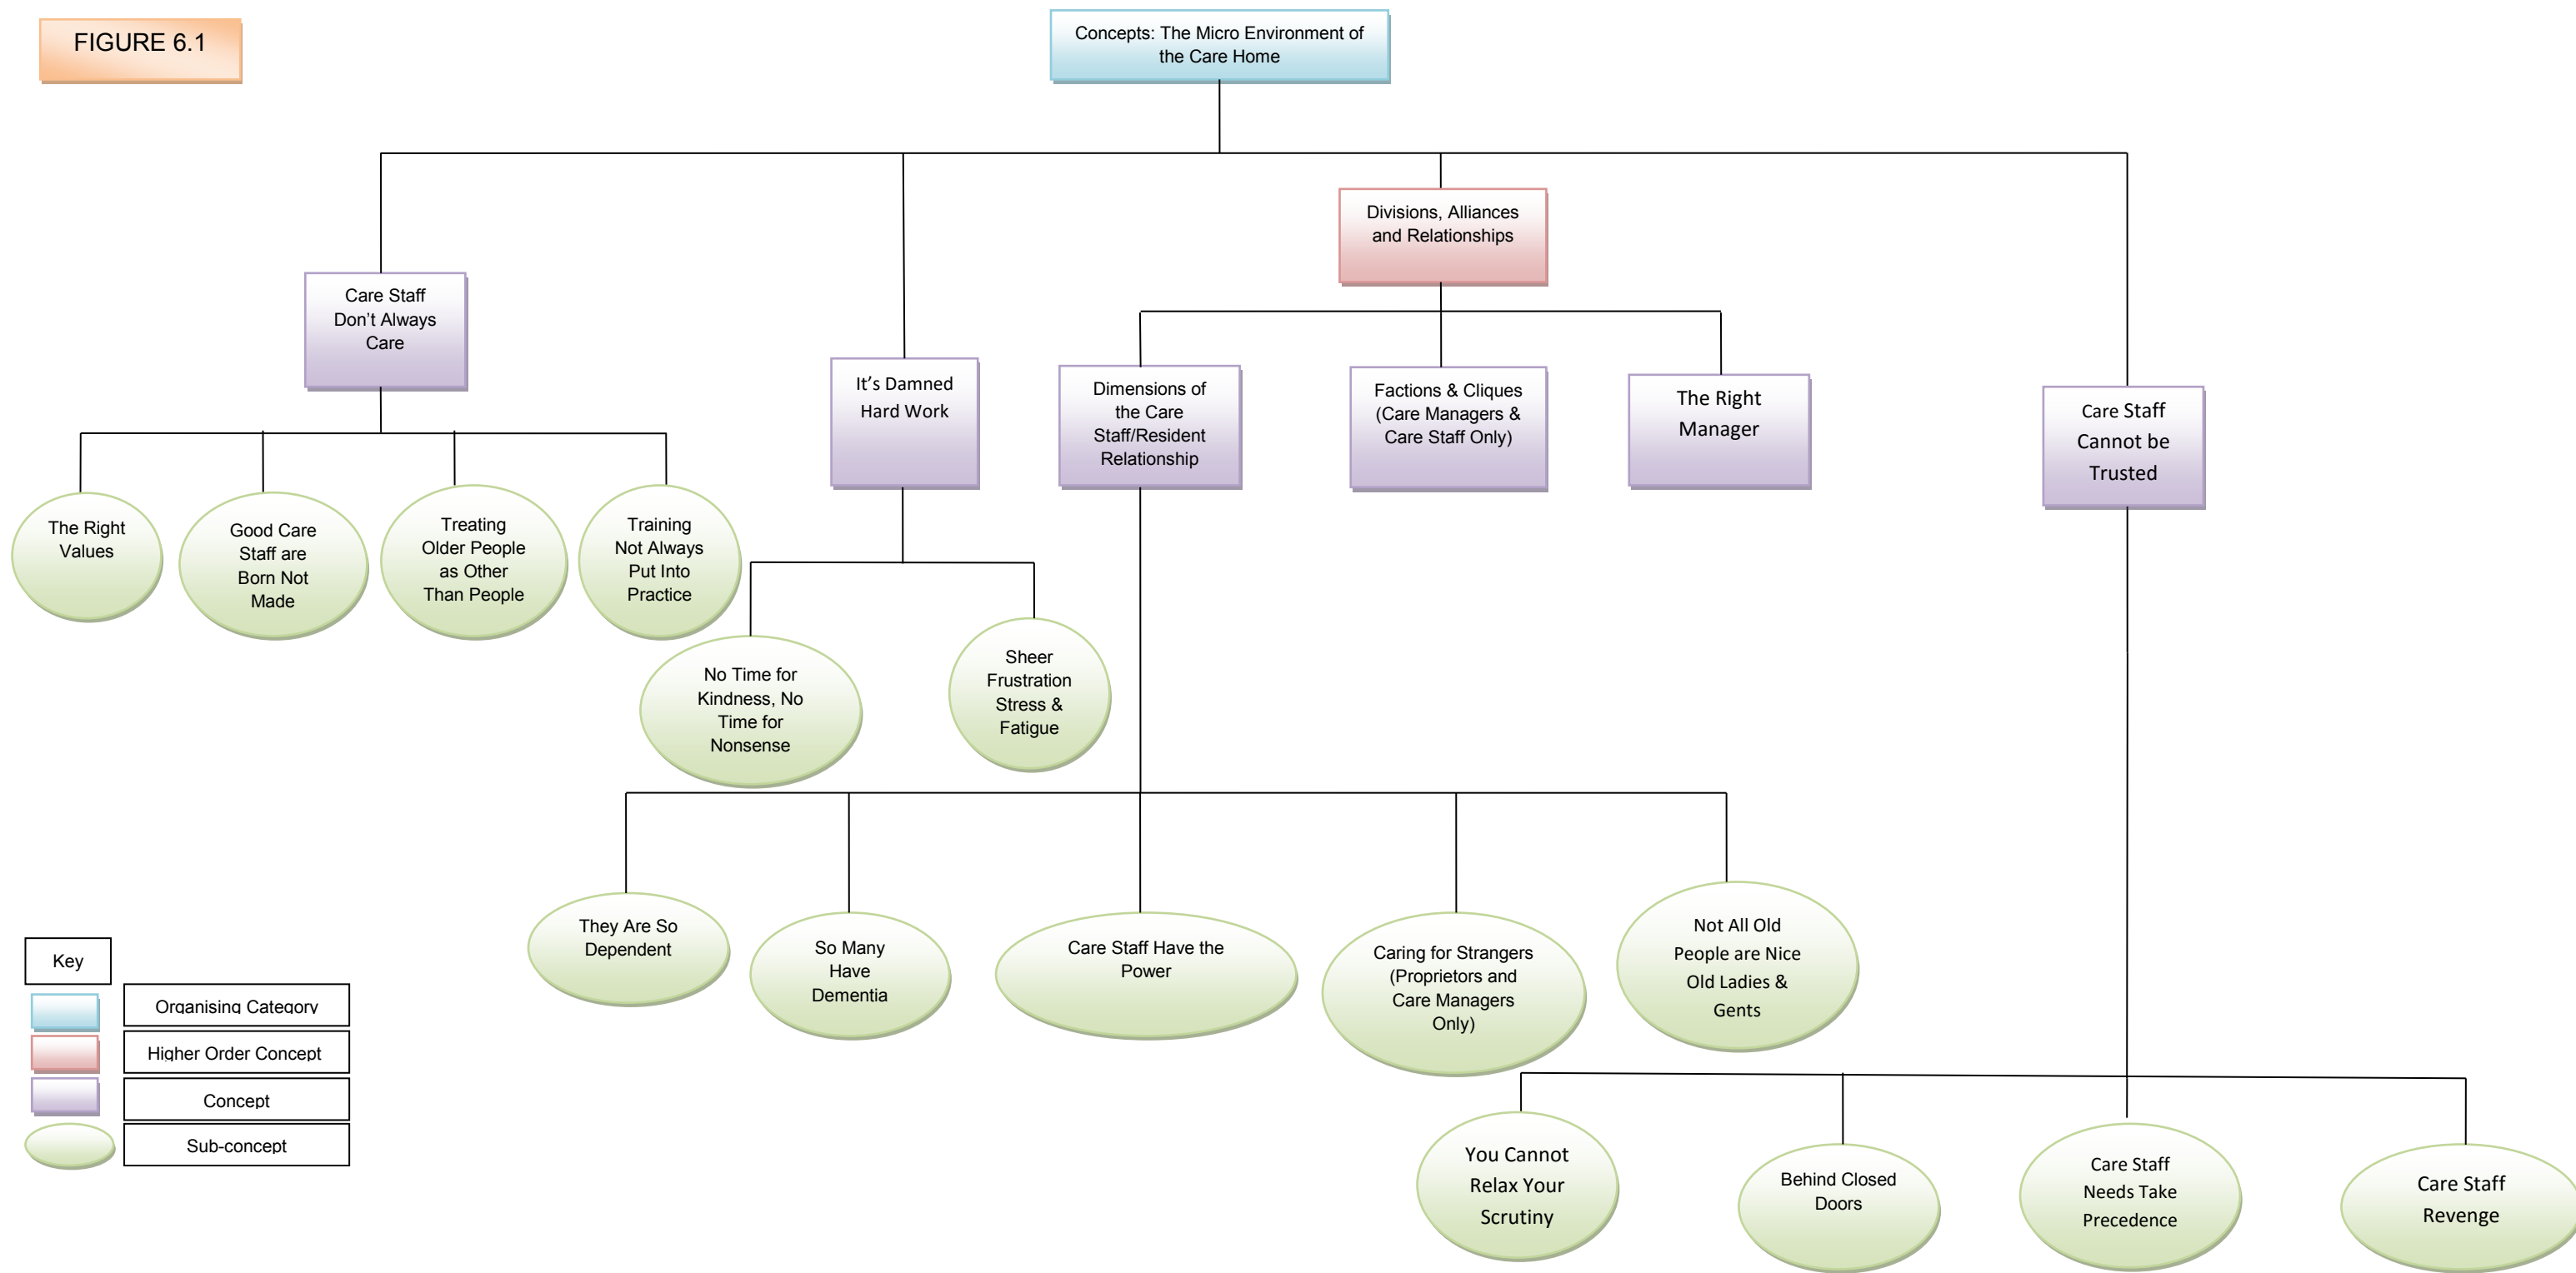 FIGURE 6.1
Concepts: The Micro Environment of
the Care Home
Divisions, Alliances
and Relationships
Care Staff
Don’t Always
Care
It’s Damned
Hard Work
Dimensions of
the Care
Staff/Resident
Relationship
Factions & Cliques
(Care Managers &
Care Staff Only)
The Right
Manager
Care Staff
Cannot be
Trusted
The Right
Values
Good Care
Staff are
Born Not
Made
Treating
Older People
as Other
Than People
Training
Not Always
Put Into
Practice
No Time for
Kindness, No
Time for
Nonsense
Sheer
Frustration
Stress &
Fatigue
They Are So
Dependent
So Many
Have
Dementia
Care Staff Have the
Power
Caring for Strangers
(Proprietors and
Care Managers
Only)
Not All Old
People are Nice
Old Ladies &
Gents
You Cannot
Relax Your
Scrutiny
Behind Closed
Doors
Care Staff
Needs Take
Precedence
Care Staff
Revenge
Key
Organising Category
Higher Order Concept
Concept
Sub-concept